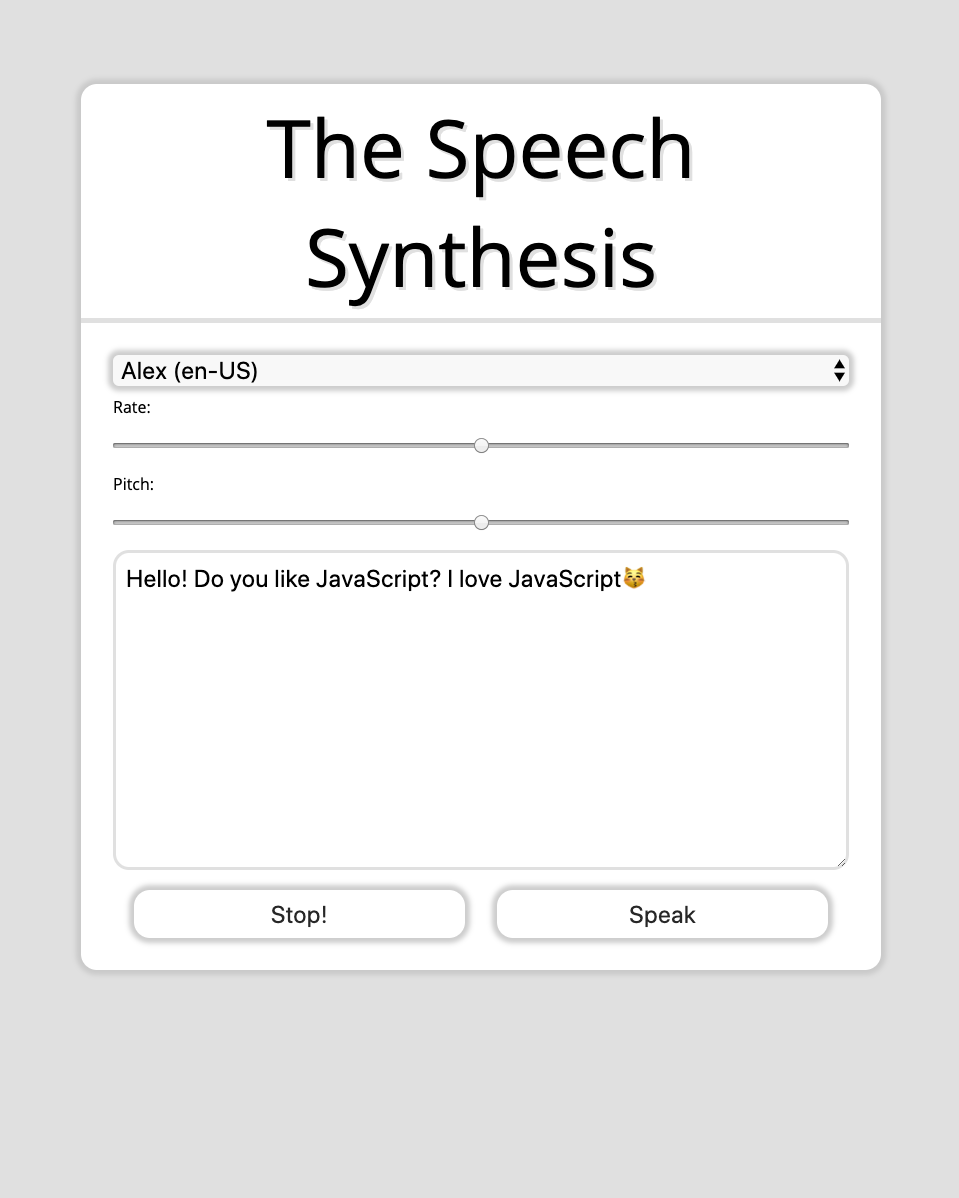 The Speech
Synthesis
Alex (en-US)
Rate:
Pitch:
Hello! Do you like JavaScript? I love JavaScript😽
Stop!
Speak